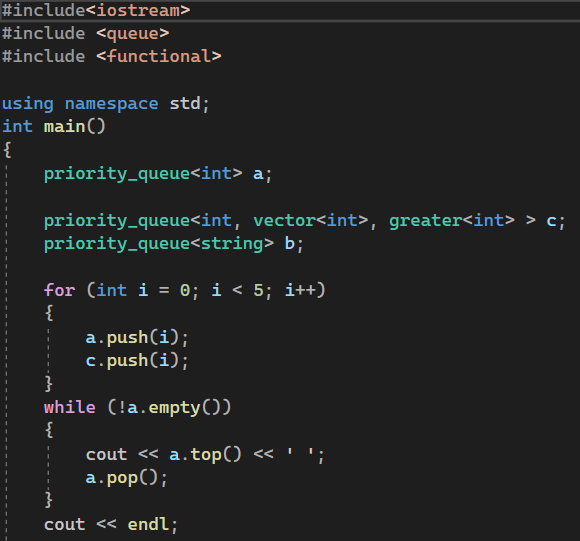 #include<iostream>
#include <queue>
#include <functional>
using namespace std;
int main()
{
priority_queue<int> a;
priority_queue<int, vector<int>, greater<int> > c;
priority_queue<string> b;
for (int i = 0; i < 5; i++)
{
a.push(i);
c.push(i);
}
while (!a.empty())
{
cout << a.top() << ' ';
a.pop();
}
cout << endl;